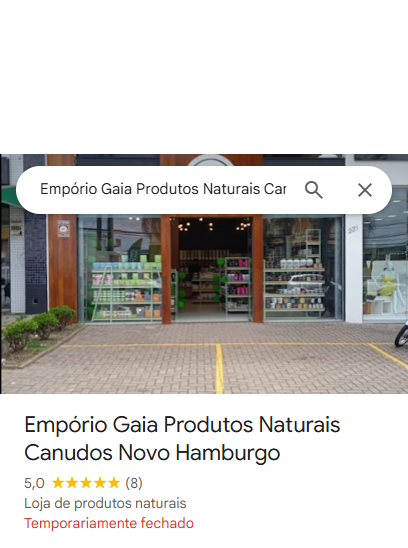 Empório Gaia Produtos Naturais Car
Empório Gaia Produtos Naturais
Canudos Novo Hamburgo
5,0 ★★★★★ (8)
Loja de produtos naturais
Temporariamente fechado